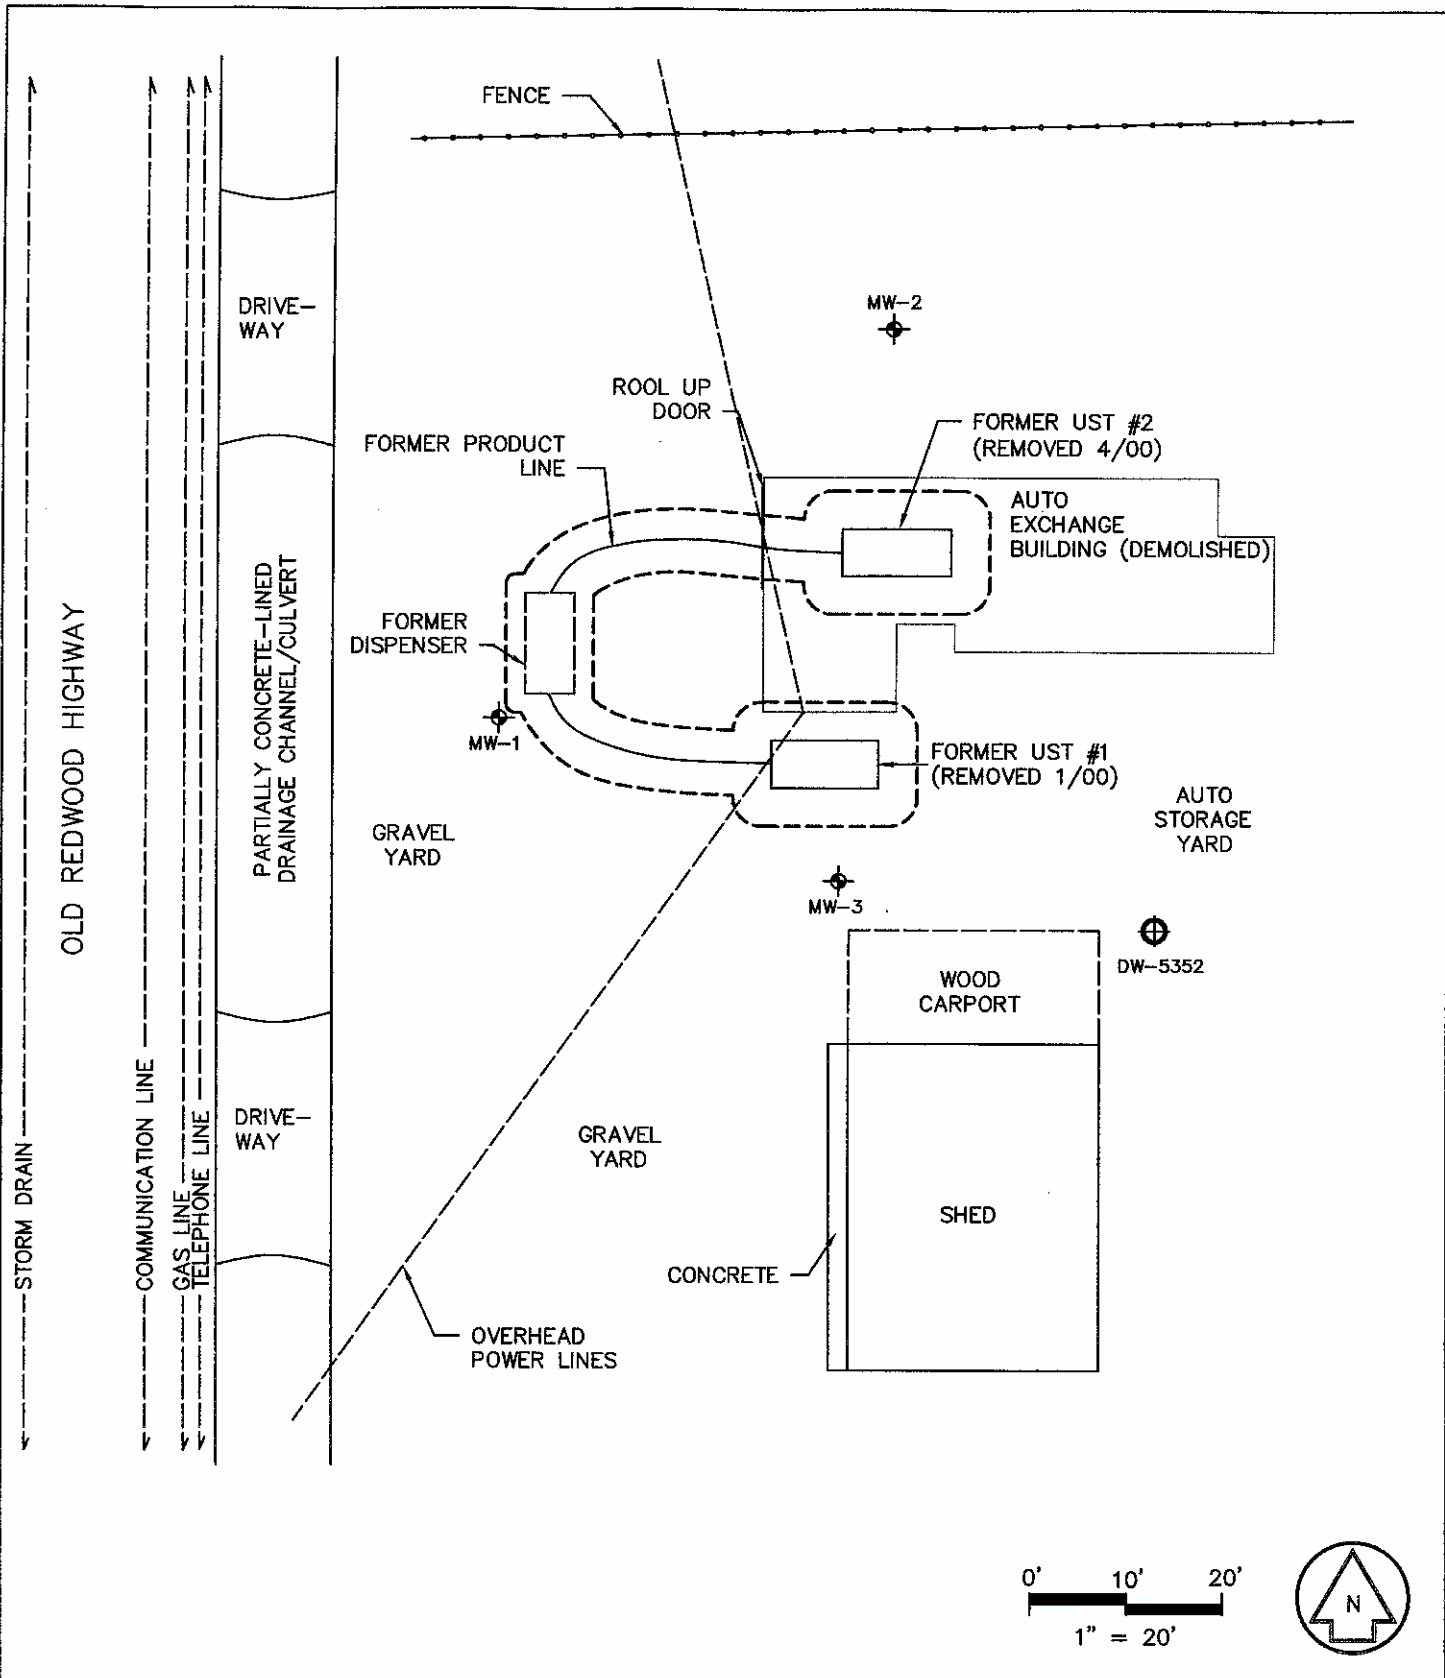 FENCE
MW-2
DRIVE-
WAY
ROOL UP
DOOR
FORMER UST #2
(REMOVED 4/00)
FORMER PRODUCT
LINE
AUTO
EXCHANGE
BUILDING (DEMOLISHED)
FORMER
DISPENSER
PARTIALLY CONCRETE-LINED
DRAINAGE CHANNEL/CULVERT
OLD REDWOOD HIGHWAY
MW-1
FORMER UST #1
(REMOVED 1/00)
AUTO
STORAGE
YARD
GRAVEL
YARD
MW-3
DW-5352
WOOD
CARPORT
STORM DRAIN
COMMUNICATION LINE
GAS LINE
TELEPHONE LINE
DRIVE-
WAY
GRAVEL
YARD
SHED
CONCRETE
OVERHEAD
POWER LINES
0' 10' 20'
1" = 20'
N